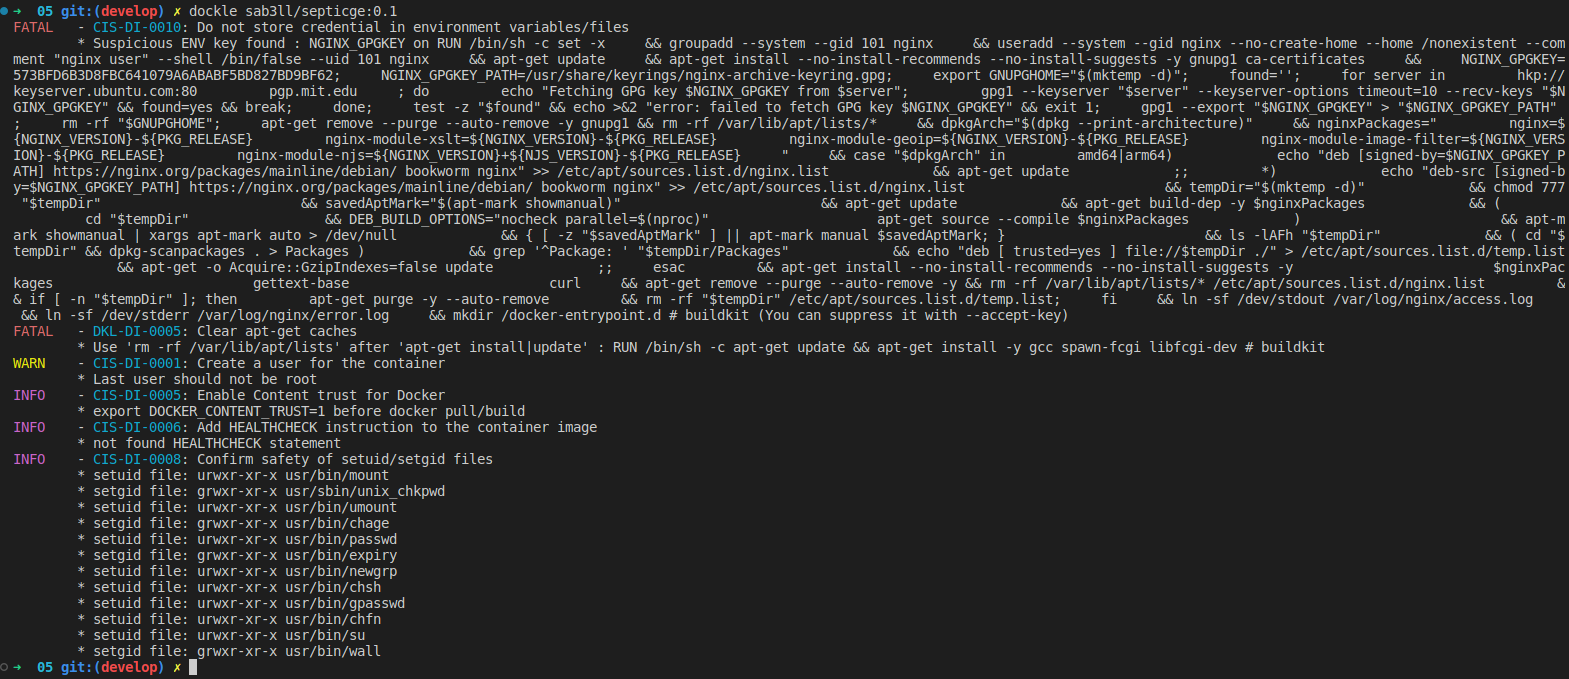 ➜  05 git:(develop) ✗ dockle sab3ll/septicge:0.1
FATAL   - CIS-DI-0010: Do not store credential in environment variables/files
        * Suspicious ENV key found : NGINX_GPGKEY on RUN /bin/sh -c set -x     && groupadd --system --gid 101 nginx     && useradd --system --gid nginx --no-create-home --home /nonexistent --com
ment "nginx user" --shell /bin/false --uid 101 nginx     && apt-get update     && apt-get install --no-install-recommends --no-install-suggests -y gnupg1 ca-certificates     &&     NGINX_GPGKEY=
573BFD6B3D8FBC641079A6ABABF5BD827BD9BF62;     NGINX_GPGKEY_PATH=/usr/share/keyrings/nginx-archive-keyring.gpg;     export GNUPGHOME="$(mktemp -d)";     found='';     for server in         hkp://
keyserver.ubuntu.com:80         pgp.mit.edu     ; do         echo "Fetching GPG key $NGINX_GPGKEY from $server";         gpg1 --keyserver "$server" --keyserver-options timeout=10 --recv-keys "$N
GINX_GPGKEY" && found=yes && break;     done;     test -z "$found" && echo >&2 "error: failed to fetch GPG key $NGINX_GPGKEY" && exit 1;     gpg1 --export "$NGINX_GPGKEY" > "$NGINX_GPGKEY_PATH"
;     rm -rf "$GNUPGHOME";     apt-get remove --purge --auto-remove -y gnupg1 && rm -rf /var/lib/apt/lists/*     && dpkgArch="$(dpkg --print-architecture)"     && nginxPackages="         nginx=$
{NGINX_VERSION}-${PKG_RELEASE}         nginx-module-xslt=${NGINX_VERSION}-${PKG_RELEASE}         nginx-module-geoip=${NGINX_VERSION}-${PKG_RELEASE}         nginx-module-image-filter=${NGINX_VERS
ION}-${PKG_RELEASE}         nginx-module-njs=${NGINX_VERSION}+${NJS_VERSION}-${PKG_RELEASE}     "     && case "$dpkgArch" in         amd64|arm64)             echo "deb [signed-by=$NGINX_GPGKEY_P
ATH] https://nginx.org/packages/mainline/debian/ bookworm nginx" >> /etc/apt/sources.list.d/nginx.list             && apt-get update             ;;         *)             echo "deb-src [signed-b
y=$NGINX_GPGKEY_PATH] https://nginx.org/packages/mainline/debian/ bookworm nginx" >> /etc/apt/sources.list.d/nginx.list                         && tempDir="$(mktemp -d)"             && chmod 777
 "$tempDir"                         && savedAptMark="$(apt-mark showmanual)"                         && apt-get update             && apt-get build-dep -y $nginxPackages             && (
         cd "$tempDir"                 && DEB_BUILD_OPTIONS="nocheck parallel=$(nproc)"                     apt-get source --compile $nginxPackages             )                         && apt-m
ark showmanual | xargs apt-mark auto > /dev/null             && { [ -z "$savedAptMark" ] || apt-mark manual $savedAptMark; }                         && ls -lAFh "$tempDir"             && ( cd "$
tempDir" && dpkg-scanpackages . > Packages )             && grep '^Package: ' "$tempDir/Packages"             && echo "deb [ trusted=yes ] file://$tempDir ./" > /etc/apt/sources.list.d/temp.list
             && apt-get -o Acquire::GzipIndexes=false update             ;;     esac         && apt-get install --no-install-recommends --no-install-suggests -y                         $nginxPac
kages                         gettext-base                         curl     && apt-get remove --purge --auto-remove -y && rm -rf /var/lib/apt/lists/* /etc/apt/sources.list.d/nginx.list         &
& if [ -n "$tempDir" ]; then         apt-get purge -y --auto-remove         && rm -rf "$tempDir" /etc/apt/sources.list.d/temp.list;     fi     && ln -sf /dev/stdout /var/log/nginx/access.log
 && ln -sf /dev/stderr /var/log/nginx/error.log     && mkdir /docker-entrypoint.d # buildkit (You can suppress it with --accept-key)
FATAL   - DKL-DI-0005: Clear apt-get caches
        * Use 'rm -rf /var/lib/apt/lists' after 'apt-get install|update' : RUN /bin/sh -c apt-get update && apt-get install -y gcc spawn-fcgi libfcgi-dev # buildkit
WARN    - CIS-DI-0001: Create a user for the container
        * Last user should not be root
INFO    - CIS-DI-0005: Enable Content trust for Docker
        * export DOCKER_CONTENT_TRUST=1 before docker pull/build
INFO    - CIS-DI-0006: Add HEALTHCHECK instruction to the container image
        * not found HEALTHCHECK statement
INFO    - CIS-DI-0008: Confirm safety of setuid/setgid files
        * setuid file: urwxr-xr-x usr/bin/mount
        * setgid file: grwxr-xr-x usr/sbin/unix_chkpwd
        * setuid file: urwxr-xr-x usr/bin/umount
        * setgid file: grwxr-xr-x usr/bin/chage
        * setuid file: urwxr-xr-x usr/bin/passwd
        * setgid file: grwxr-xr-x usr/bin/expiry
        * setuid file: urwxr-xr-x usr/bin/newgrp
        * setuid file: urwxr-xr-x usr/bin/chsh
        * setuid file: urwxr-xr-x usr/bin/gpasswd
        * setuid file: urwxr-xr-x usr/bin/chfn
        * setuid file: urwxr-xr-x usr/bin/su
        * setgid file: grwxr-xr-x usr/bin/wall
➜  05 git:(develop) ✗